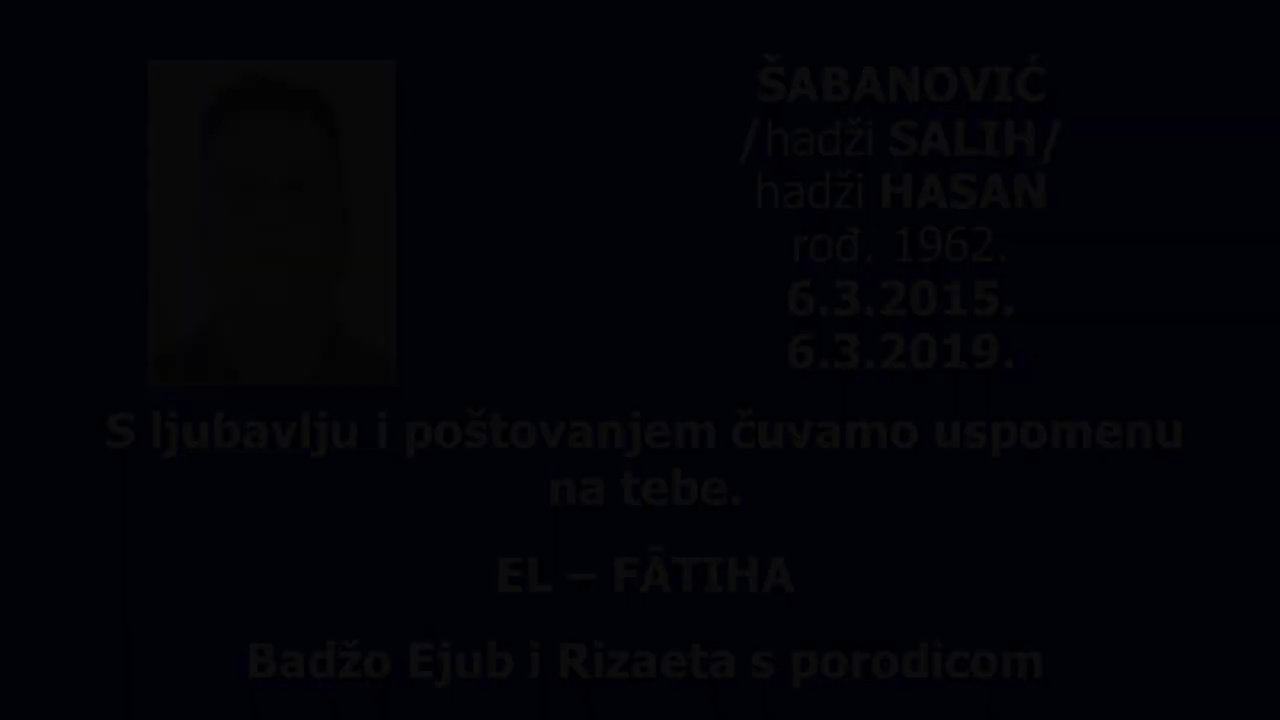 ŠABANOVIĆ
/hadži SALIH/
hadži HASAN
rođ. 1962.
6.3.2015.
6.3.2019.
S ljubavlju i poštovanjem čuvamo uspomenu
na tebe.
EL – FĀTIHA
Badžo Ejub i Rizaeta s porodicom